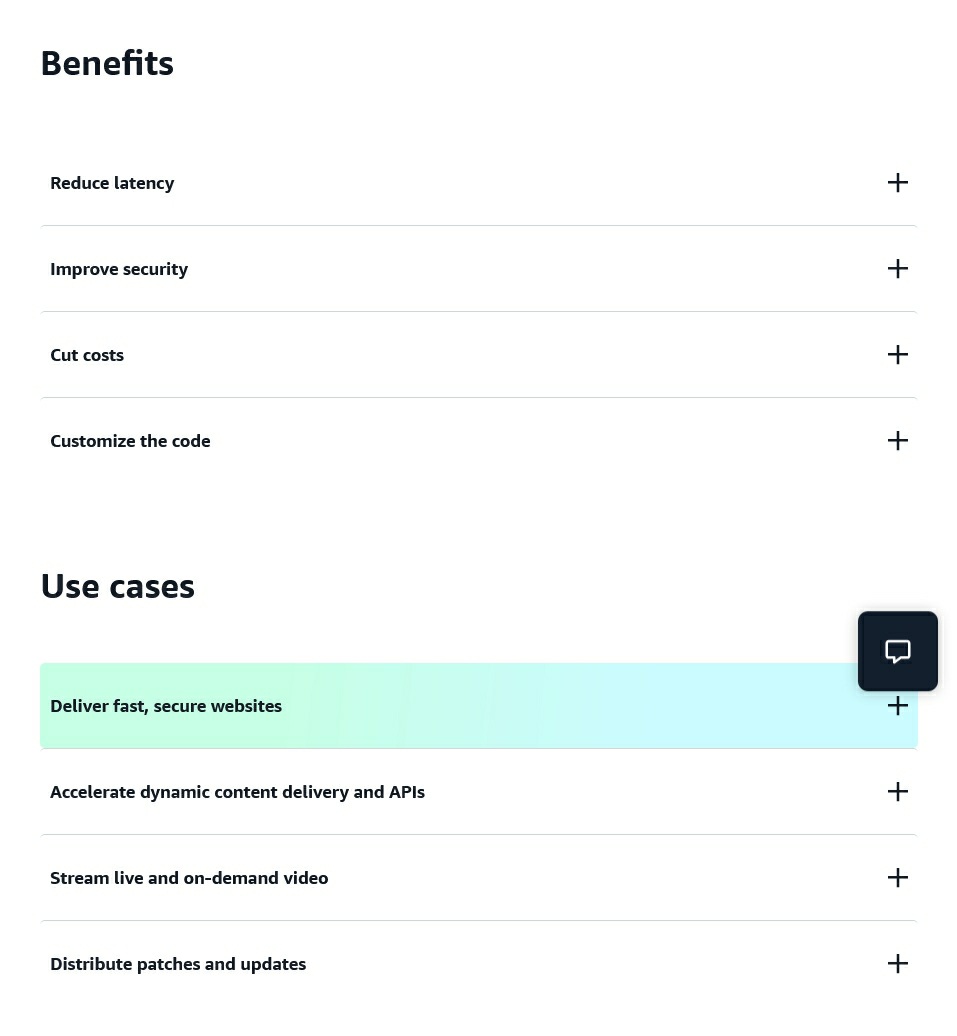 Benefits
Reduce latency
Improve security
Cut costs
Customize the code
Use cases
Deliver fast, secure websites
Accelerate dynamic content delivery and APIs
Stream live and on-demand video
Distribute patches and updates